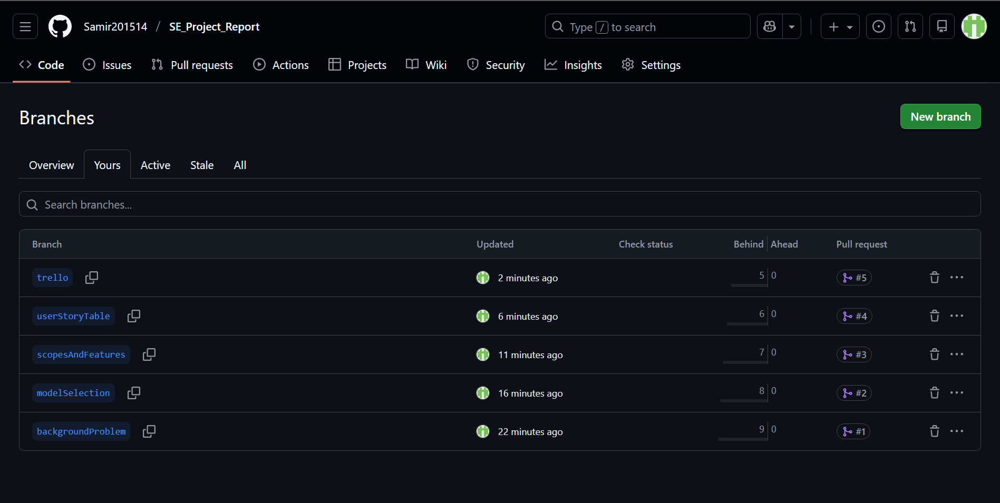 Samir201514 / SE_Project_Report Type / to search
Code Issues Pull requests Actions Projects Wiki Security Insights Settings
Branches New branch
Overview Yours Active Stale All
Search branches...
Branch Updated Check status Behind Ahead Pull request
trello 2 minutes ago 5 0 #5
userStoryTable 6 minutes ago 6 0 #4
scopesAndFeatures 11 minutes ago 7 0 #3
modelSelection 16 minutes ago 8 0 #2
backgroundProblem 22 minutes ago 9 0 #1